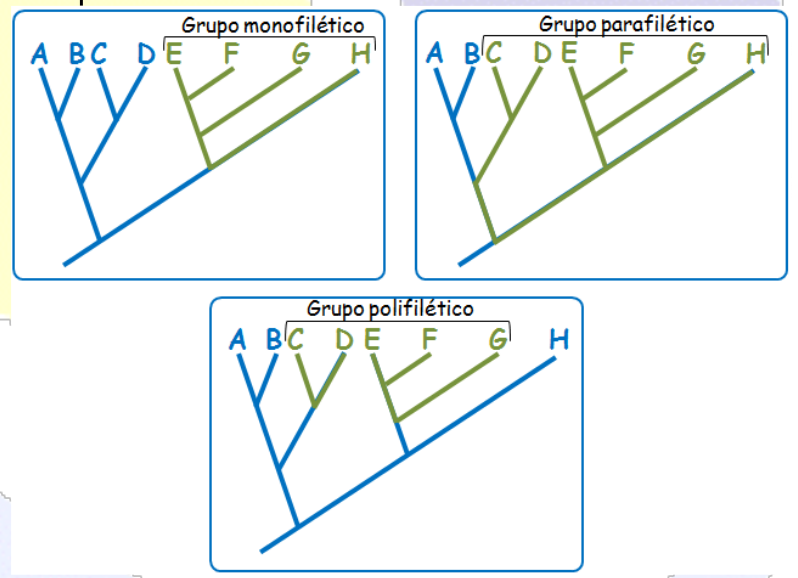 Grupo monofilético
A B C D E F G H
Grupo parafilético
A B C D E F G H
Grupo polifilético
A B C D E F G H